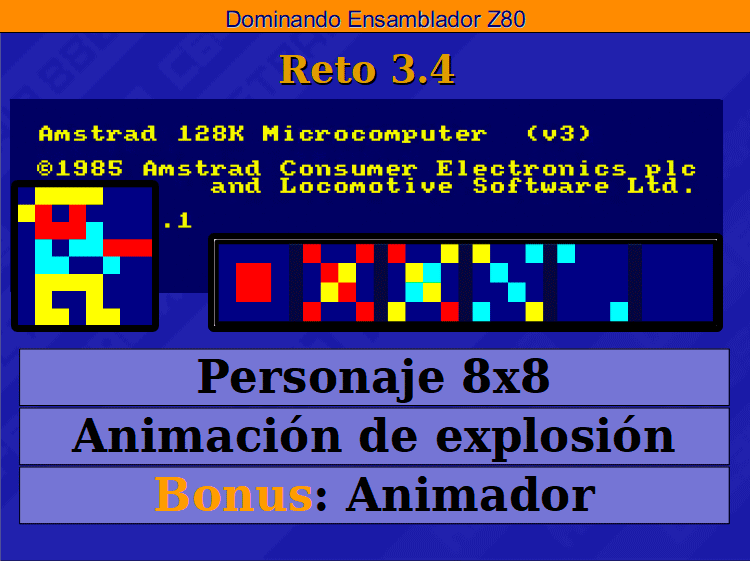 Dominando Ensamblador Z80
Reto 3.4
Amstrad 128K Microcomputer (v3)
©1985 Amstrad Consumer Electronics plc
and Locomotive Software Ltd.
.1
Personaje 8x8
Animación de explosión
Bonus: Animador